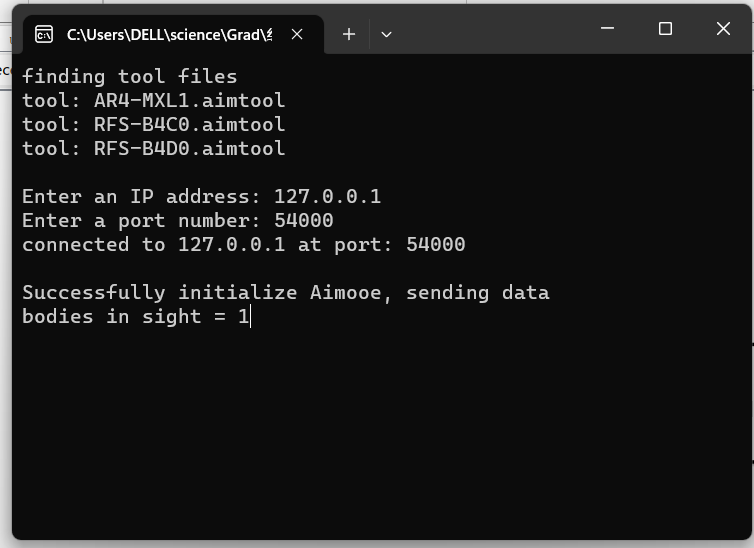 C:\Users\DELL\science\Grad\
finding tool files
tool: AR4-MXL1.aimtool
tool: RFS-B4C0.aimtool
tool: RFS-B4D0.aimtool
Enter an IP address: 127.0.0.1
Enter a port number: 54000
connected to 127.0.0.1 at port: 54000
Successfully initialize Aimooe, sending data
bodies in sight = 1